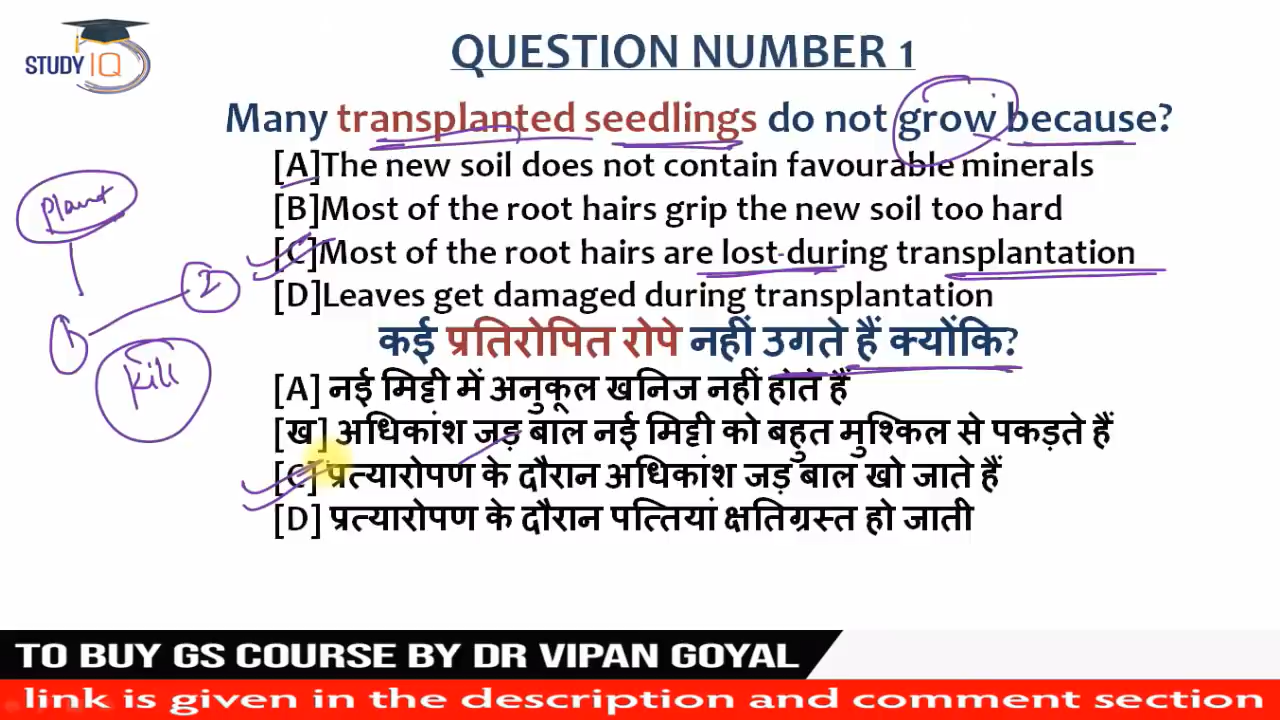 STUDY IQ
QUESTION NUMBER 1
Many transplanted seedlings do not grow because?
[A]The new soil does not contain favourable minerals
[B]Most of the root hairs grip the new soil too hard
[C]Most of the root hairs are lost during transplantation
[D]Leaves get damaged during transplantation
Plant
2
1
Kill
कई प्रतिरोपित रोपे नहीं उगते हैं क्योंकि?
[A] नई मिट्टी में अनुकूल खनिज नहीं होते हैं
[ख] अधिकांश जड़ बाल नई मिट्टी को बहुत मुश्किल से पकड़ते हैं
[C] प्रत्यारोपण के दौरान अधिकांश जड़ बाल खो जाते हैं
[D] प्रत्यारोपण के दौरान पत्तियां क्षतिग्रस्त हो जाती
TO BUY GS COURSE BY DR VIPAN GOYAL
link is given in the description and comment section